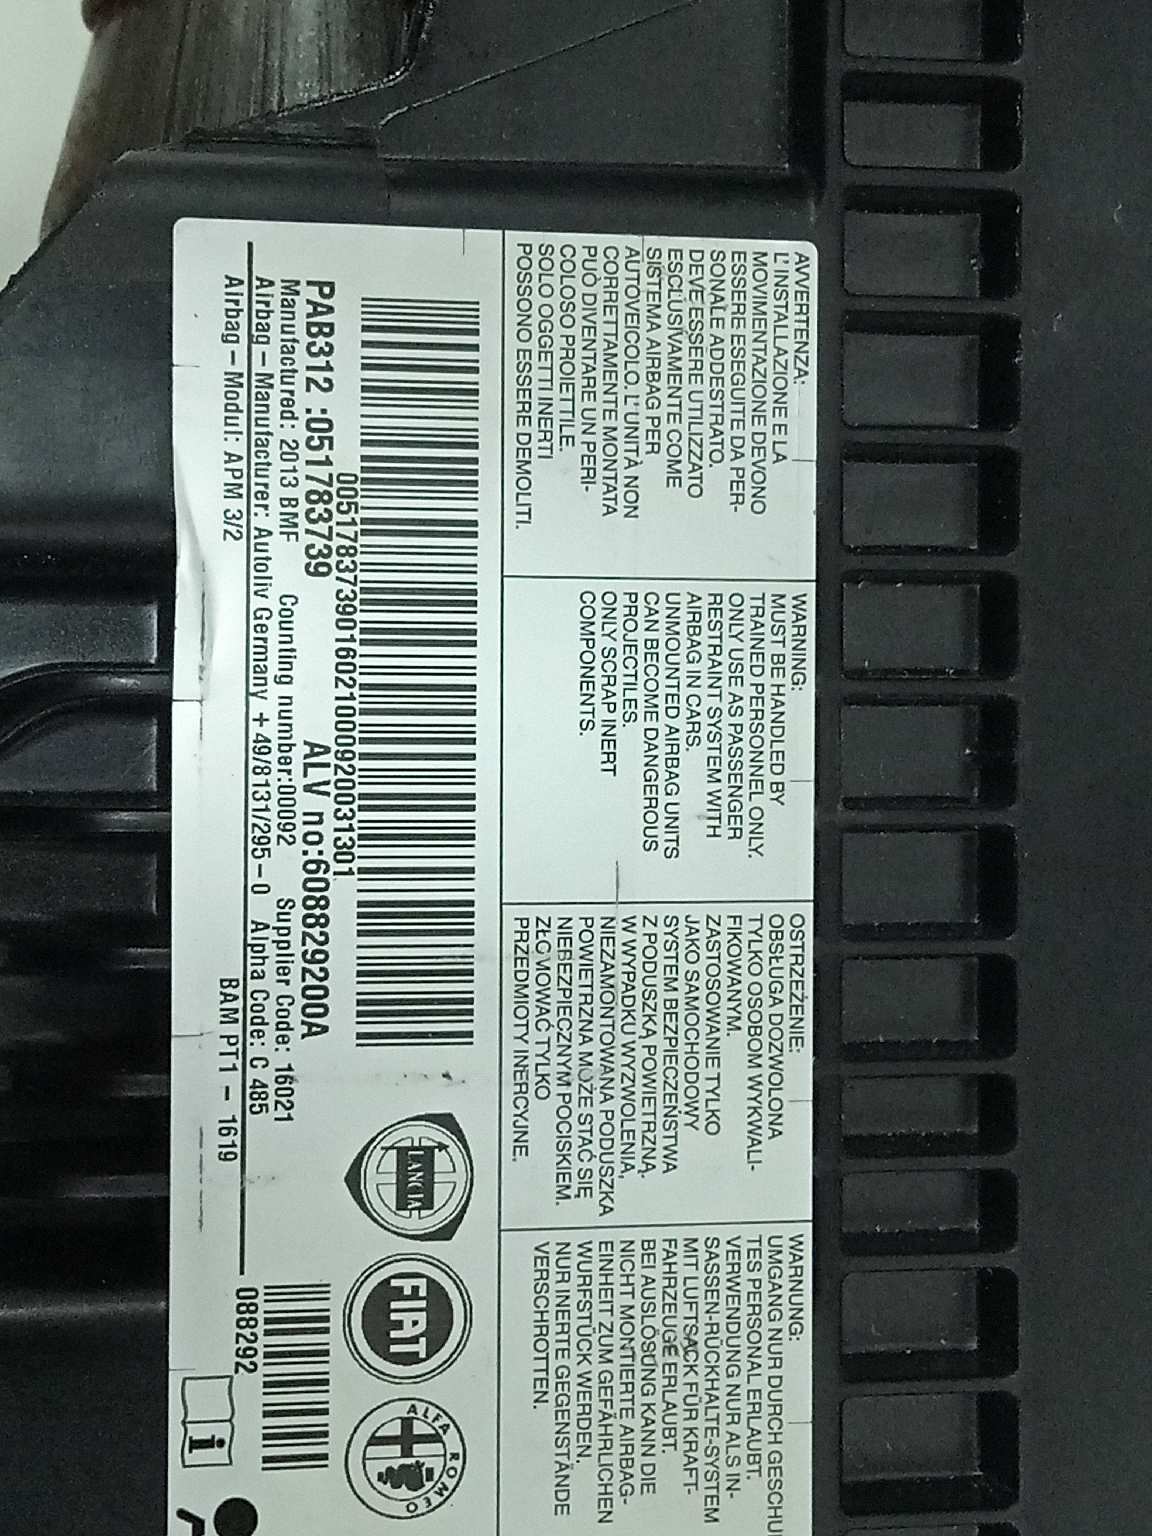 AVVERTENZA:
L'INSTALLAZIONE E LA
MOVIMENTAZIONE DEVONO
ESSERE ESEGUITE DA PER-
SONALE ADDESTRATO.
DEVE ESSERE UTILIZZATO
ESCLUSIVAMENTE COME
SISTEMA AIRBAG PER
AUTOVEICOLO. L'UNITÀ NON
CORRETTAMENTE MONTATA
PUÒ DIVENTARE UN PERI-
COLOSO PROIETTILE.
SOLO OGGETTI INERTI
POSSONO ESSERE DEMOLITI.
WARNING:
MUST BE HANDLED BY
TRAINED PERSONNEL ONLY.
ONLY USE AS PASSENGER
RESTRAINT SYSTEM WITH
AIRBAG IN CARS.
UNMOUNTED AIRBAG UNITS
CAN BECOME DANGEROUS
PROJECTILES.
ONLY SCRAP INERT
COMPONENTS.
OSTRZEŻENIE:
OBSŁUGA DOZWOLONA
TYLKO OSOBOM WYKWALI-
FIKOWANYM.
ZASTOSOWANIE TYLKO
JAKO SAMOCHODOWY
SYSTEM BEZPIECZEŃSTWA
Z PODUSZKĄ POWIETRZNĄ.
W WYPADKU WYZWOLENIA,
NIEZAMONTOWANA PODUSZKA
POWIETRZNA MOŻE STAĆ SIĘ
NIEBEZPIECZNYM POCISKIEM.
ZŁOMOWAĆ TYLKO
PRZEDMIOTY INERCYJNE.
WARNUNG:
UMGANG NUR DURCH GESCHU
TES PERSONAL ERLAUBT.
VERWENDUNG NUR ALS IN-
SASSEN-RÜCKHALTE-SYSTEM
MIT LUFTSACK FÜR KRAFT-
FAHRZEUGE ERLAUBT.
BEI AUSLÖSUNG KANN DIE
NICHT MONTIERTE AIRBAG-
EINHEIT ZUM GEFÄHRLICHEN
WURFSTÜCK WERDEN.
NUR INERTE GEGENSTÄNDE
VERSCHROTTEN.
00517837390160210009200 31301
PAB312 :051783739 ALV no:608829200A
Manufactured: 2013 BMF Counting number:00092 Supplier Code: 16021
Airbag-Manufacturer: Autoliv Germany +49/8131/295-0 Alpha Code: C 485
Airbag-Modul: APM 3/2 BAM PT1 - 1619
LANCIA
FIAT
ALFA ROMEO
088292
i